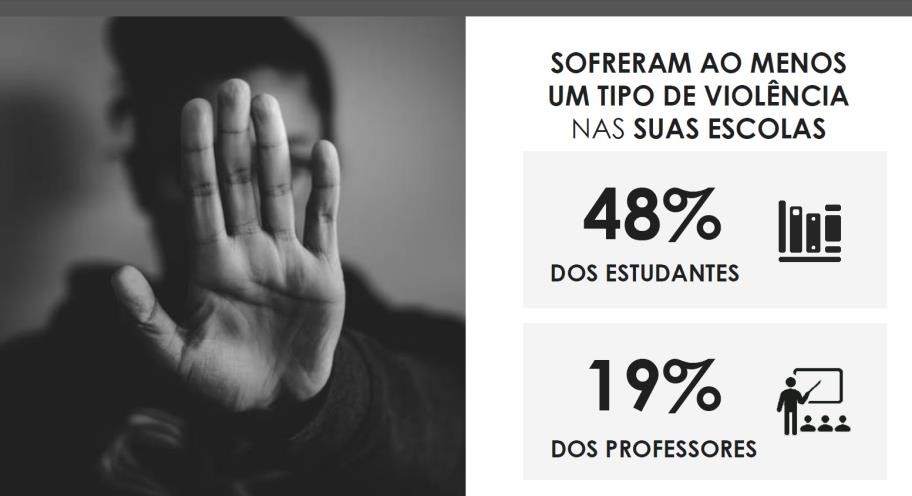 SOFRERAM AO MENOS
UM TIPO DE VIOLÊNCIA
NAS SUAS ESCOLAS
48%
DOS ESTUDANTES
19%
DOS PROFESSORES